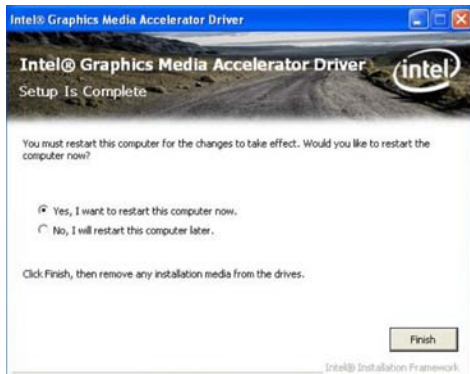 Intel® Graphics Media Accelerator Driver
Intel® Graphics Media Accelerator Driver
intel
Setup Is Complete
You must restart this computer for the changes to take effect. Would you like to restart the
computer now?
Yes, I want to restart this computer now.
No, I will restart this computer later.
Click Finish, then remove any installation media from the drives.
Finish
Intel® Installation Framework